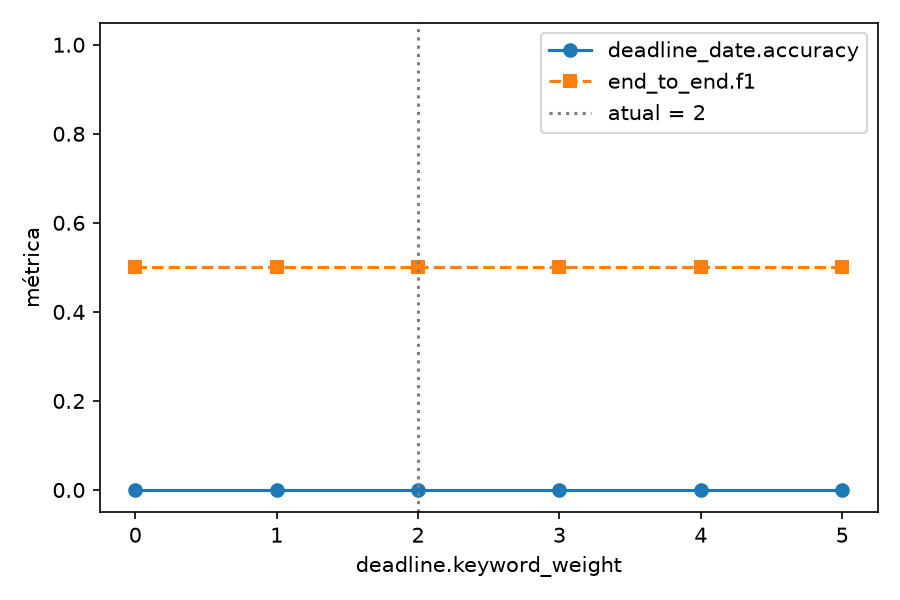 deadline_date.accuracy
end_to_end.f1
atual = 2
1.0
0.8
0.6
0.4
0.2
0.0
métrica
0 1 2 3 4 5
deadline.keyword_weight